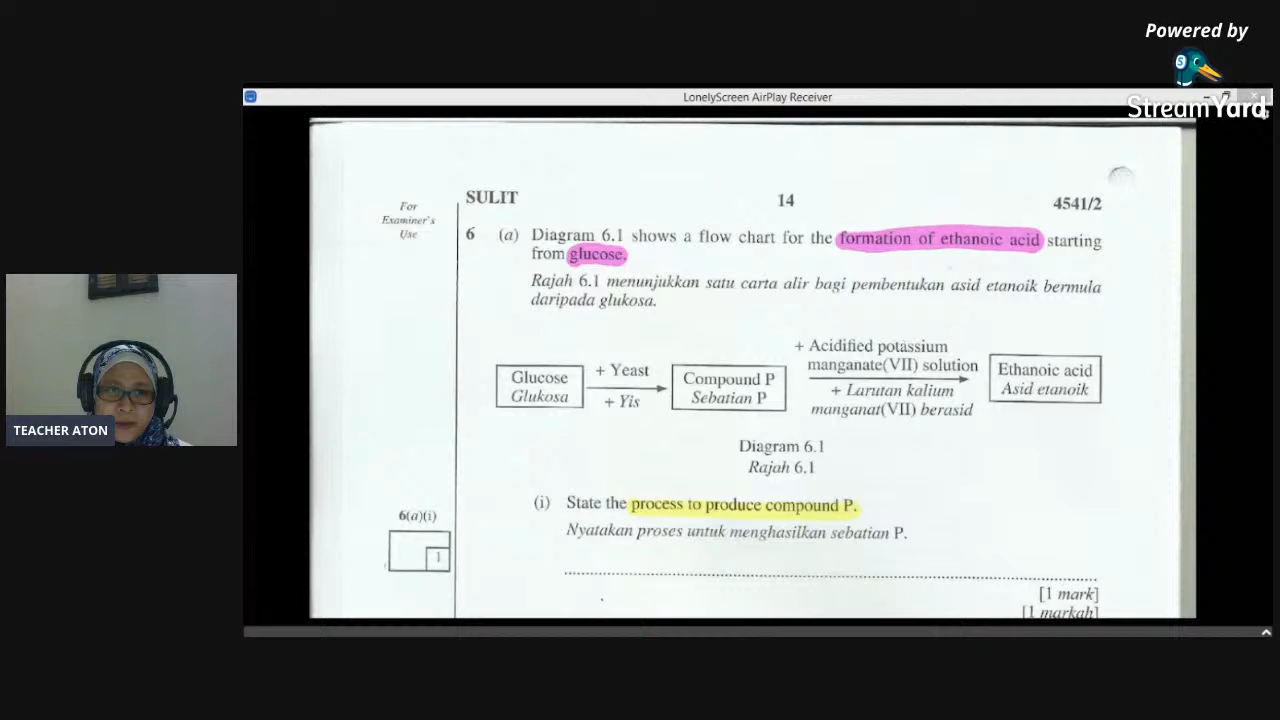 Powered by
StreamYard
LonelyScreen AirPlay Receiver
TEACHER ATON
For
Examiner's
Use
SULIT
14
4541/2
6 (a) Diagram 6.1 shows a flow chart for the formation of ethanoic acid starting
from glucose.
Rajah 6.1 menunjukkan satu carta alir bagi pembentukan asid etanoik bermula
daripada glukosa.
Glucose
Glukosa
+ Yeast
+ Yis
Compound P
Sebatian P
+ Acidified potassium
manganate(VII) solution
+ Larutan kalium
manganat(VII) berasid
Ethanoic acid
Asid etanoik
Diagram 6.1
Rajah 6.1
(i) State the process to produce compound P.
Nyatakan proses untuk menghasilkan sebatian P.
6(a)(i)
1
[1 mark]
[1 markah]